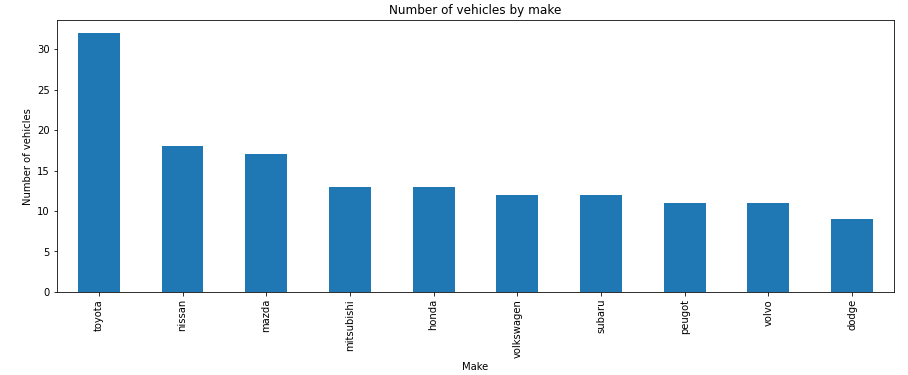 Number of vehicles by make
Number of vehicles
30
25
20
15
10
5
0
toyota
nissan
mazda
mitsubishi
honda
volkswagen
subaru
peugot
volvo
dodge
Make